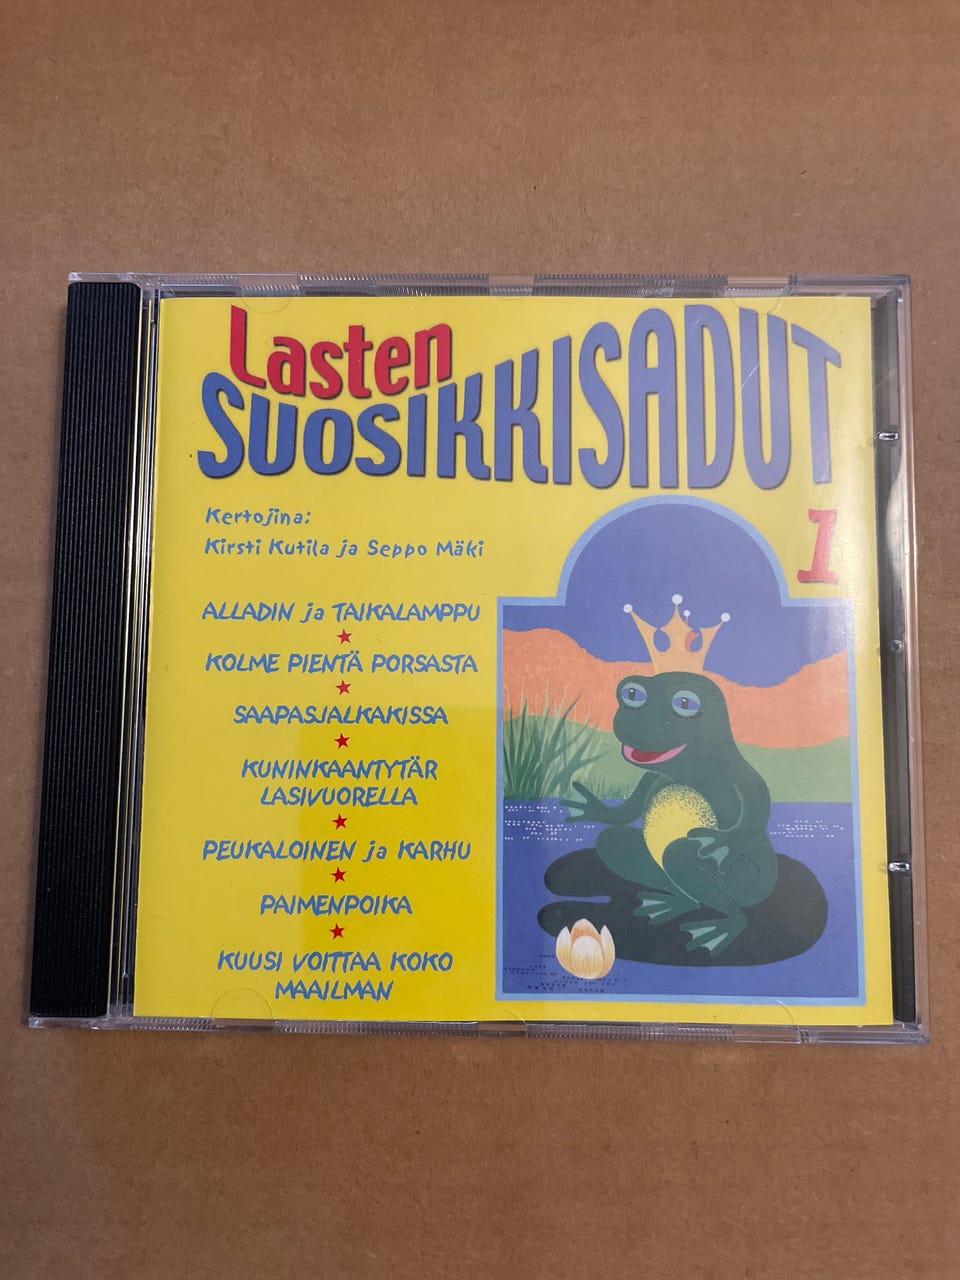 Lasten
SUOSIKKISADUT
1
Kertojina:
Kirsti Kutila ja Seppo Mäki
ALLADIN ja TAIKALAMPPU
KOLME PIENTÄ PORSASTA
SAAPASJALKAKISSA
KUNINKAANTYTÄR
LASIVUORELLA
PEUKALOINEN ja KARHU
PAIMENPOIKA
KUUSI VOITTAA KOKO
MAAILMAN